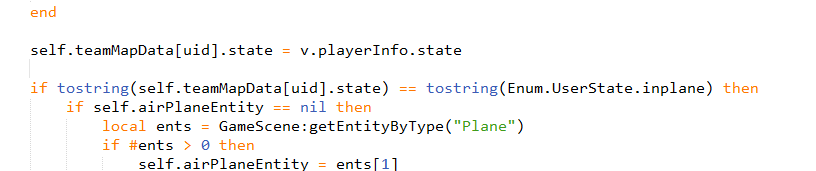 end
self.teamMapData[uid].state = v.playerInfo.state
if tostring(self.teamMapData[uid].state) == tostring(Enum.UserState.inplane) then
if self.airPlaneEntity == nil then
local ents = GameScene:getEntityByType("Plane")
if #ents > 0 then
self.airPlaneEntity = ents[1]